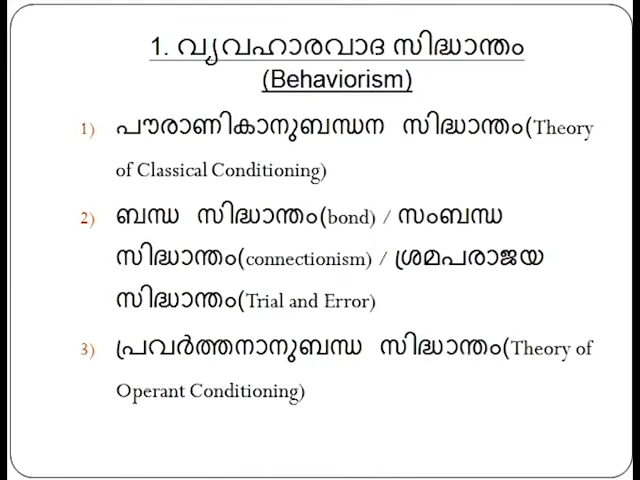 1. വ്യവഹാരവാദ സിദ്ധാന്തം
(Behaviorism)
1) പൗരാണികാനുബന്ധന സിദ്ധാന്തം(Theory
of Classical Conditioning)
2) ബന്ധ സിദ്ധാന്തം(bond) / സംബന്ധ
സിദ്ധാന്തം(connectionism) / ശ്രമപരാജയ
സിദ്ധാന്തം(Trial and Error)
3) പ്രവർത്തനാനുബന്ധ സിദ്ധാന്തം(Theory of
Operant Conditioning)